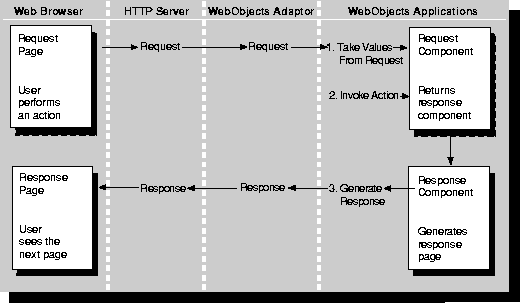 Web Browser
HTTP Server
WebObjects Adaptor
WebObjects Applications
Request
Page
User
performs
an action
Request
Request
1. Take Values
From Request
2. Invoke Action
Request
Component
Returns
response
component
Response
Page
User
sees the
next page
Response
Response
3. Generate
Response
Response
Component
Generates
response
page